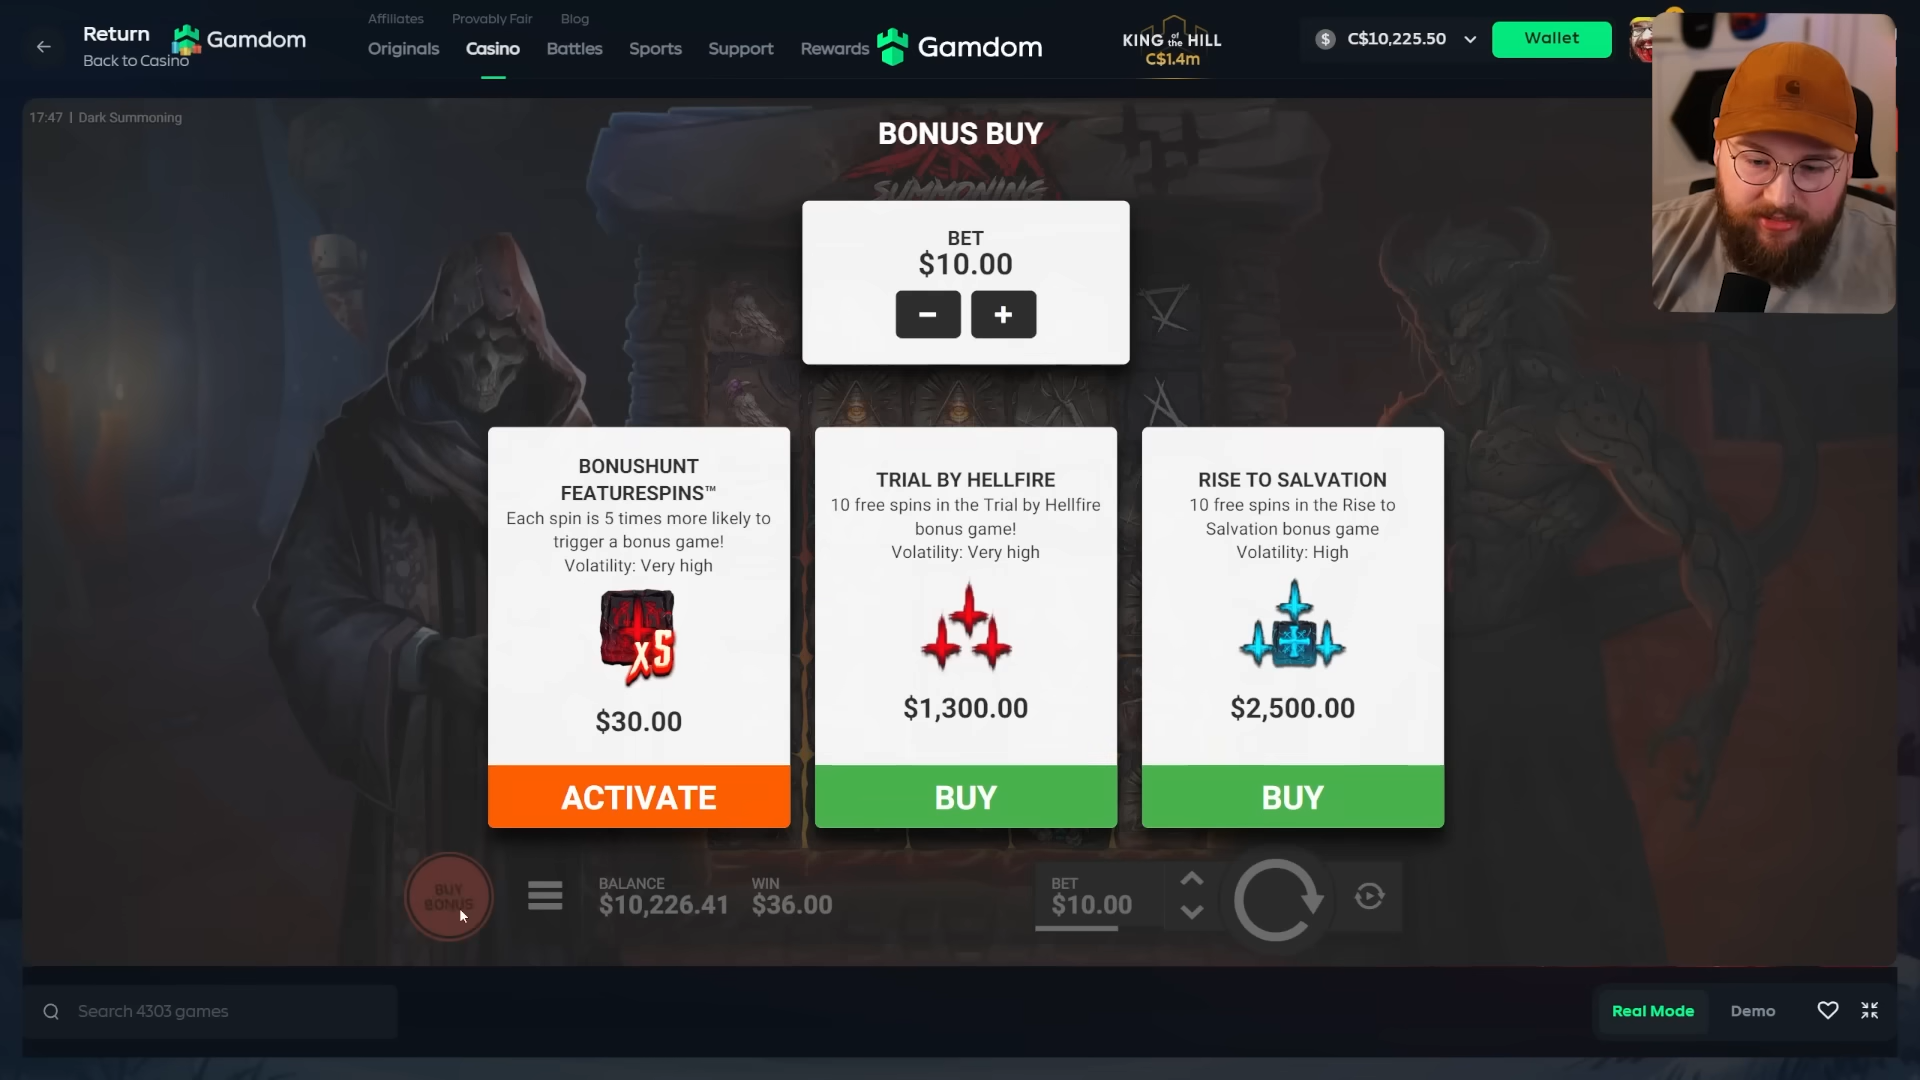 Return
Back to Casino
Gamdom
Affiliates
Provably Fair
Blog
Originals
Casino
Battles
Sports
Support
Rewards
Gamdom
KING of the HILL
C$1.4m
$
C$10,225.50
Wallet
17:47 | Dark Summoning
BONUS BUY
SUMMONING
BET
$10.00
− +
BONUSHUNT
FEATURESPINS™
Each spin is 5 times more likely to
trigger a bonus game!
Volatility: Very high
X5
$30.00
ACTIVATE
TRIAL BY HELLFIRE
10 free spins in the Trial by Hellfire
bonus game!
Volatility: Very high
$1,300.00
BUY
RISE TO SALVATION
10 free spins in the Rise to
Salvation bonus game
Volatility: High
$2,500.00
BUY
BUY
BONUS
BALANCE
$10,226.41
WIN
$36.00
BET
$10.00
Search 4303 games
Real Mode
Demo